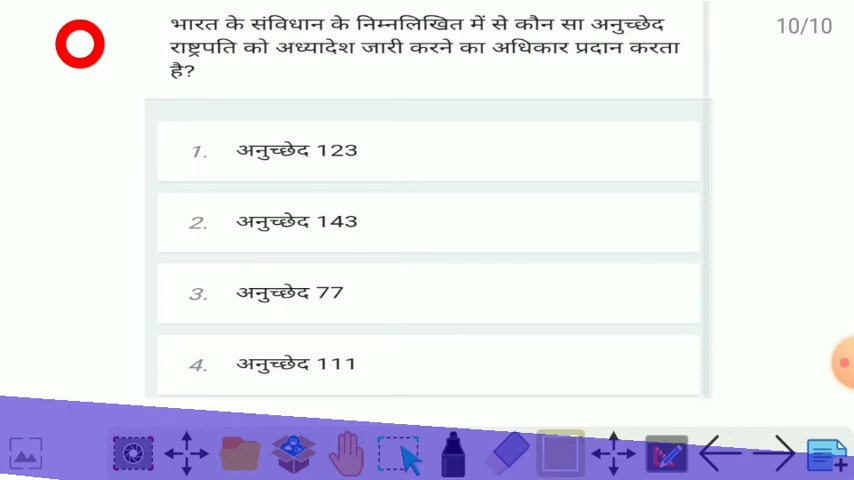 भारत के संविधान के निम्नलिखित में से कौन सा अनुच्छेद
राष्ट्रपति को अध्यादेश जारी करने का अधिकार प्रदान करता
है?
10/10
1. अनुच्छेद 123
2. अनुच्छेद 143
3. अनुच्छेद 77
4. अनुच्छेद 111